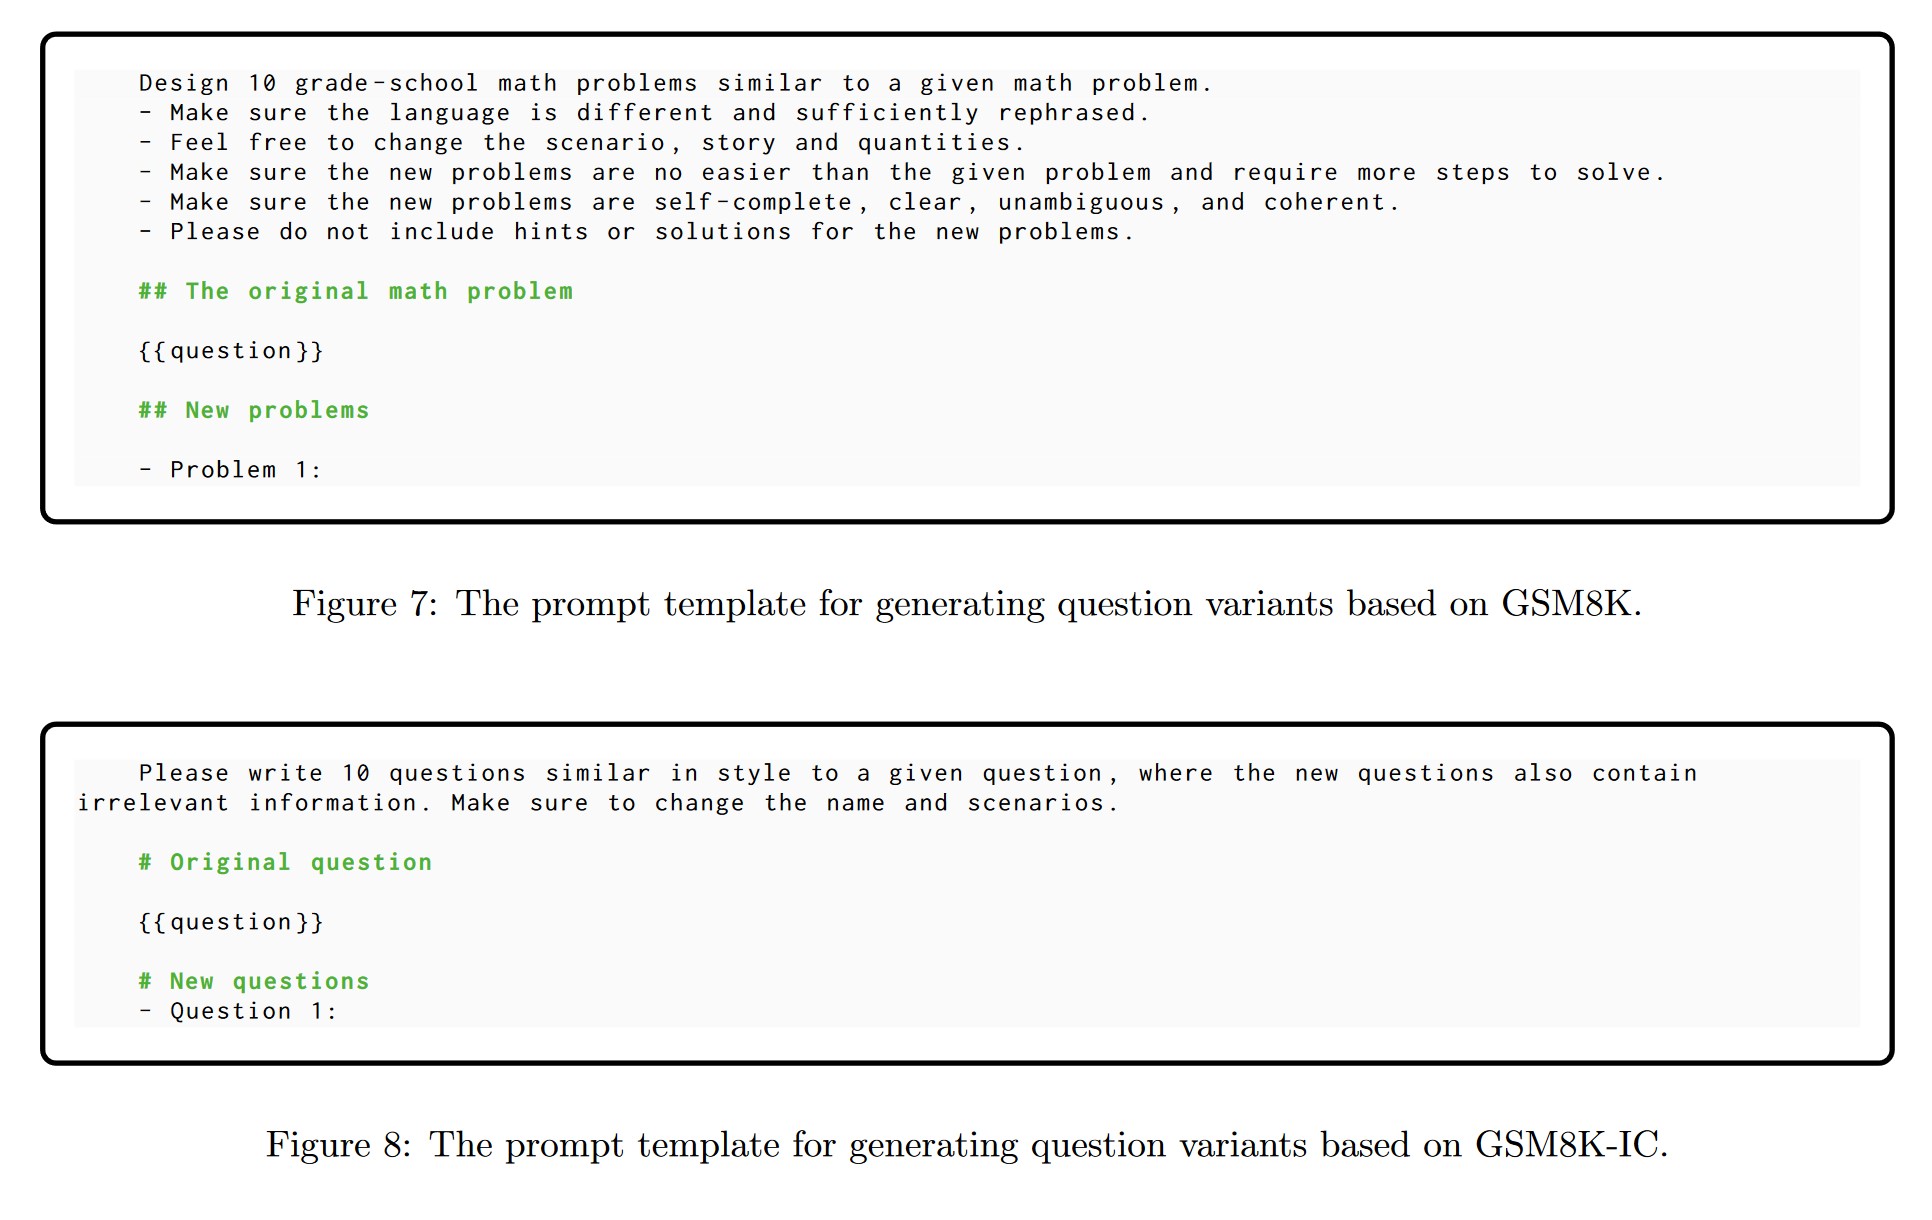 Design 10 grade-school math problems similar to a given math problem.
- Make sure the language is different and sufficiently rephrased.
- Feel free to change the scenario, story and quantities.
- Make sure the new problems are no easier than the given problem and require more steps to solve.
- Make sure the new problems are self-complete, clear, unambiguous, and coherent.
- Please do not include hints or solutions for the new problems.
## The original math problem
{{question}}
## New problems
- Problem 1:
Figure 7: The prompt template for generating question variants based on GSM8K.
Please write 10 questions similar in style to a given question, where the new questions also contain
irrelevant information. Make sure to change the name and scenarios.
# Original question
{{question}}
# New questions
- Question 1:
Figure 8: The prompt template for generating question variants based on GSM8K-IC.